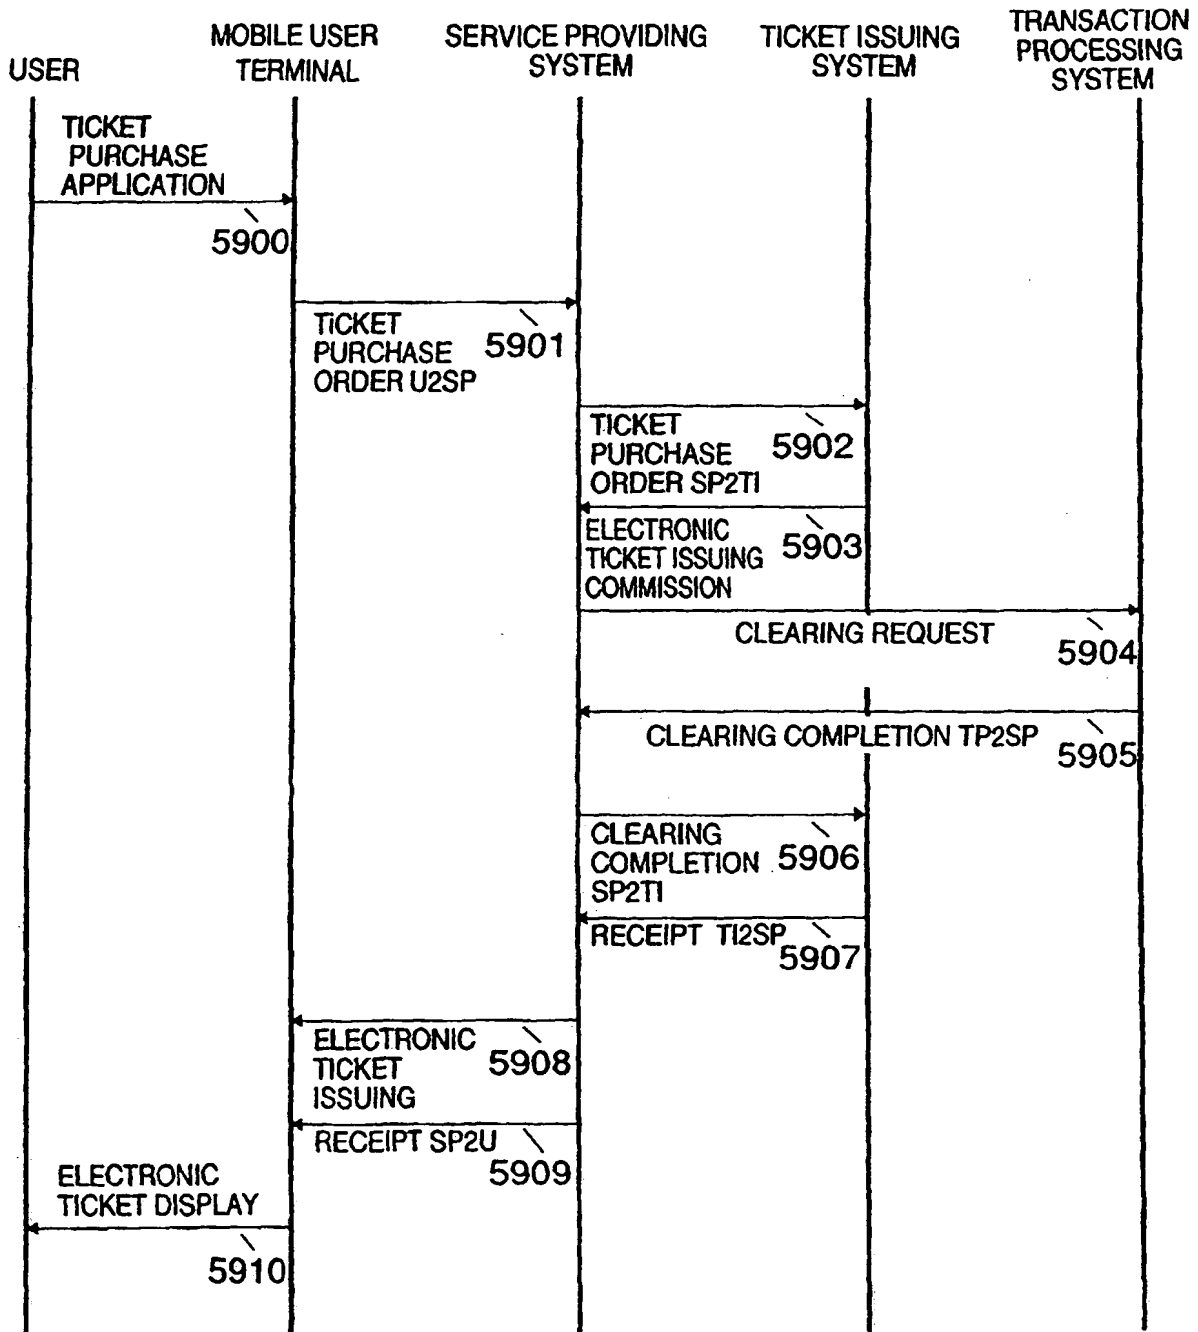 USER
MOBILE USER
TERMINAL
SERVICE PROVIDING
SYSTEM
TICKET ISSUING
SYSTEM
TRANSACTION
PROCESSING
SYSTEM
TICKET
PURCHASE
APPLICATION
5900
TICKET
PURCHASE
ORDER U2SP
5901
TICKET
PURCHASE
ORDER SP2TI
5902
ELECTRONIC
TICKET ISSUING
COMMISSION
5903
CLEARING REQUEST
5904
CLEARING COMPLETION TP2SP
5905
CLEARING
COMPLETION
SP2TI
5906
RECEIPT TI2SP
5907
ELECTRONIC
TICKET
ISSUING
5908
RECEIPT SP2U
5909
ELECTRONIC
TICKET DISPLAY
5910